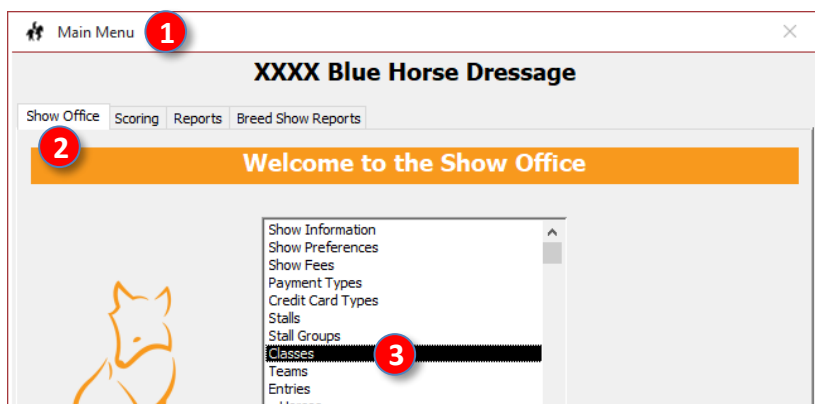 Main Menu 1
XXXX Blue Horse Dressage
Show Office Scoring Reports Breed Show Reports
2
Welcome to the Show Office
Show Information
Show Preferences
Show Fees
Payment Types
Credit Card Types
Stalls
Stall Groups
Classes 3
Teams
Entries